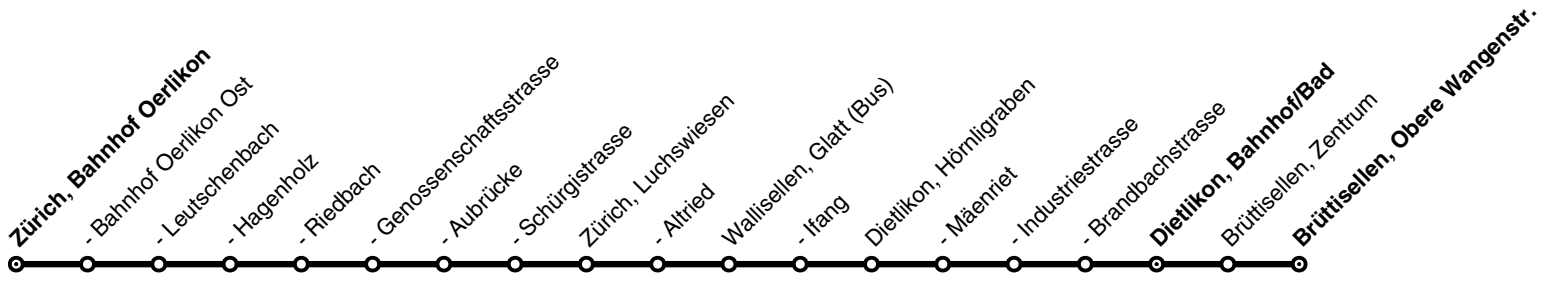 Zürich, Bahnhof Oerlikon
- Bahnhof Oerlikon Ost
- Leutschenbach
- Hagenholz
- Riedbach
- Genossenschaftsstrasse
- Aubrücke
- Schürgistrasse
Zürich, Luchswiesen
- Altried
Wallisellen, Glatt (Bus)
- Ifang
Dietlikon, Hörnligraben
- Mäenriet
- Industriestrasse
- Brandbachstrasse
Dietlikon, Bahnhof/Bad
Brüttisellen, Zentrum
Brüttisellen, Obere Wangenstr.